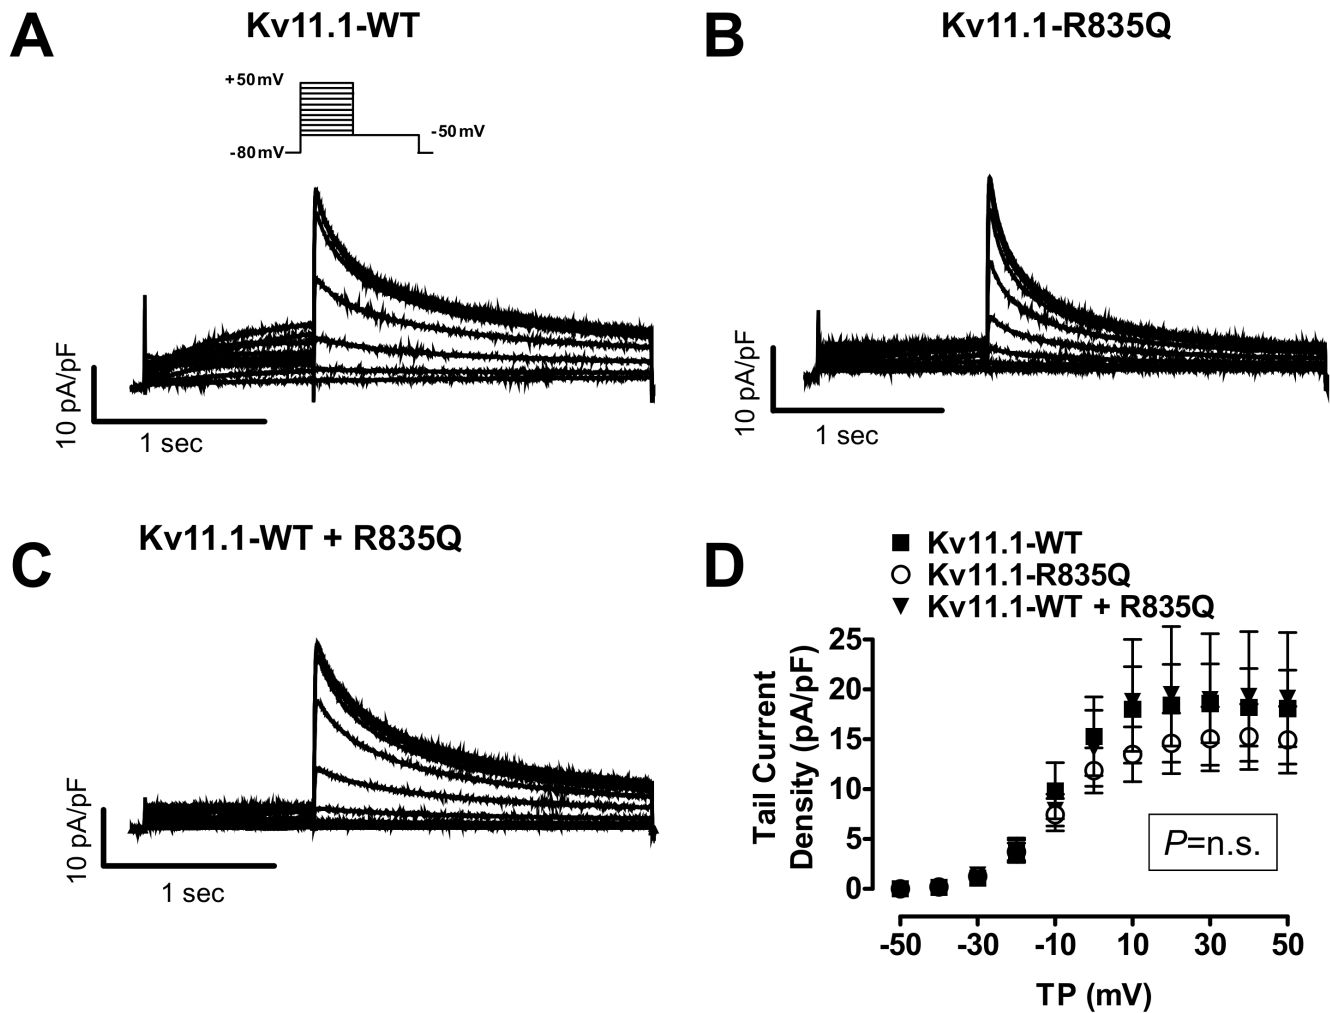 A
Kv11.1-WT
+50mV
-50mV
-80mV
10 pA/pF
1 sec
B
Kv11.1-R835Q
10 pA/pF
1 sec
C
Kv11.1-WT + R835Q
10 pA/pF
1 sec
D
Kv11.1-WT
Kv11.1-R835Q
Kv11.1-WT + R835Q
Tail Current
Density (pA/pF)
25
20
15
10
5
0
P=n.s.
-50 -30 -10 10 30 50
TP (mV)